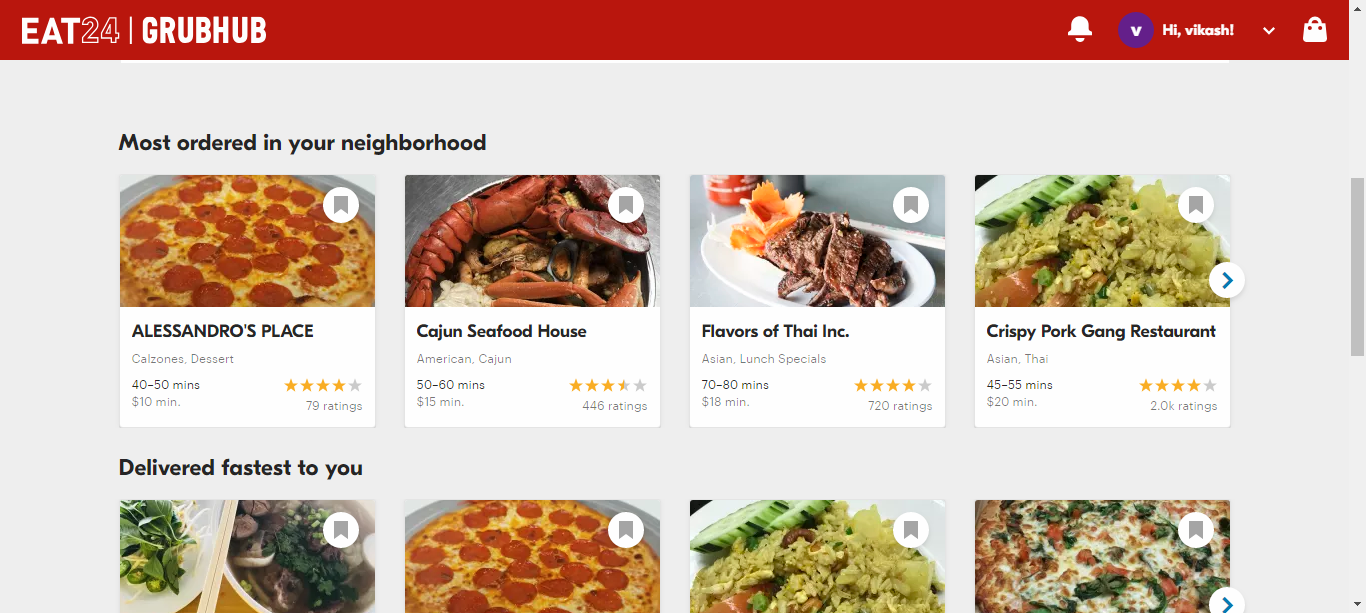 EAT24 | GRUBHUB
v Hi, vikash!
Most ordered in your neighborhood
ALESSANDRO'S PLACE
Calzones, Dessert
40–50 mins
$10 min.
79 ratings
Cajun Seafood House
American, Cajun
50–60 mins
$15 min.
446 ratings
Flavors of Thai Inc.
Asian, Lunch Specials
70–80 mins
$18 min.
720 ratings
Crispy Pork Gang Restaurant
Asian, Thai
45–55 mins
$20 min.
2.0k ratings
Delivered fastest to you